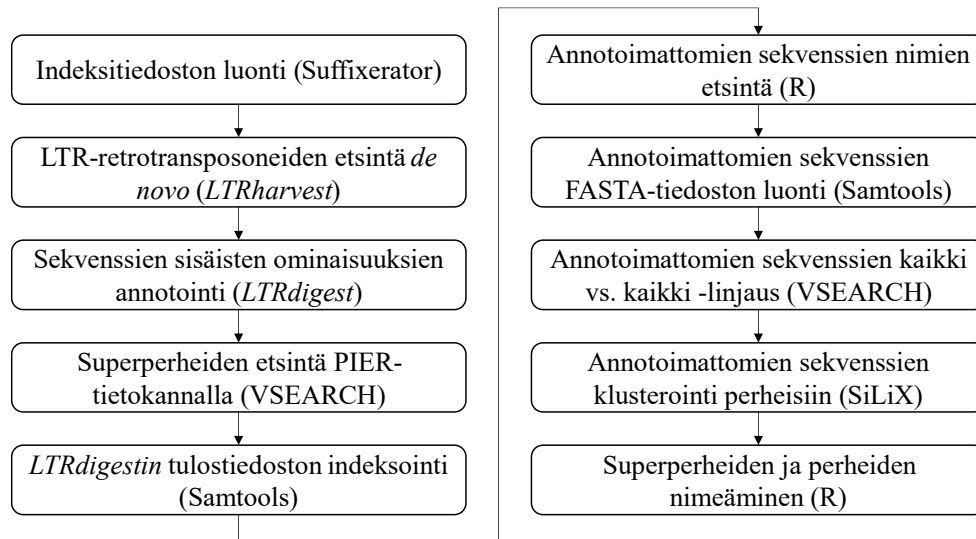 Indeksitiedoston luonti (Suffixerator)
LTR-retrotransposoneiden etsintä de
novo (LTRharvest)
Sekvenssien sisäisten ominaisuuksien
annotointi (LTRdigest)
Superperheiden etsintä PIER-
tietokannalla (VSEARCH)
LTRdigestin tulostiedoston indeksointi
(Samtools)
Annotoimattomien sekvenssien nimien
etsintä (R)
Annotoimattomien sekvenssien
FASTA-tiedoston luonti (Samtools)
Annotoimattomien sekvenssien kaikki
vs. kaikki -linjaus (VSEARCH)
Annotoimattomien sekvenssien
klusterointi perheisiin (SiLiX)
Superperheiden ja perheiden
nimeäminen (R)